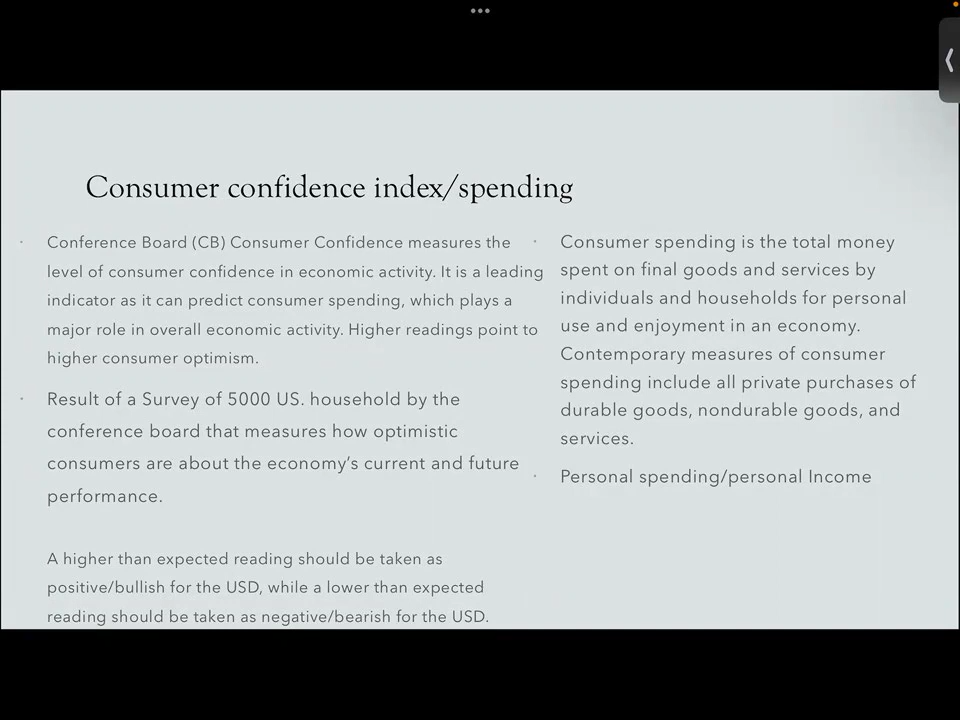 Consumer confidence index/spending
Conference Board (CB) Consumer Confidence measures the
level of consumer confidence in economic activity. It is a leading
indicator as it can predict consumer spending, which plays a
major role in overall economic activity. Higher readings point to
higher consumer optimism.
Result of a Survey of 5000 US. household by the
conference board that measures how optimistic
consumers are about the economy’s current and future
performance.
A higher than expected reading should be taken as
positive/bullish for the USD, while a lower than expected
reading should be taken as negative/bearish for the USD.
Consumer spending is the total money
spent on final goods and services by
individuals and households for personal
use and enjoyment in an economy.
Contemporary measures of consumer
spending include all private purchases of
durable goods, nondurable goods, and
services.
Personal spending/personal Income